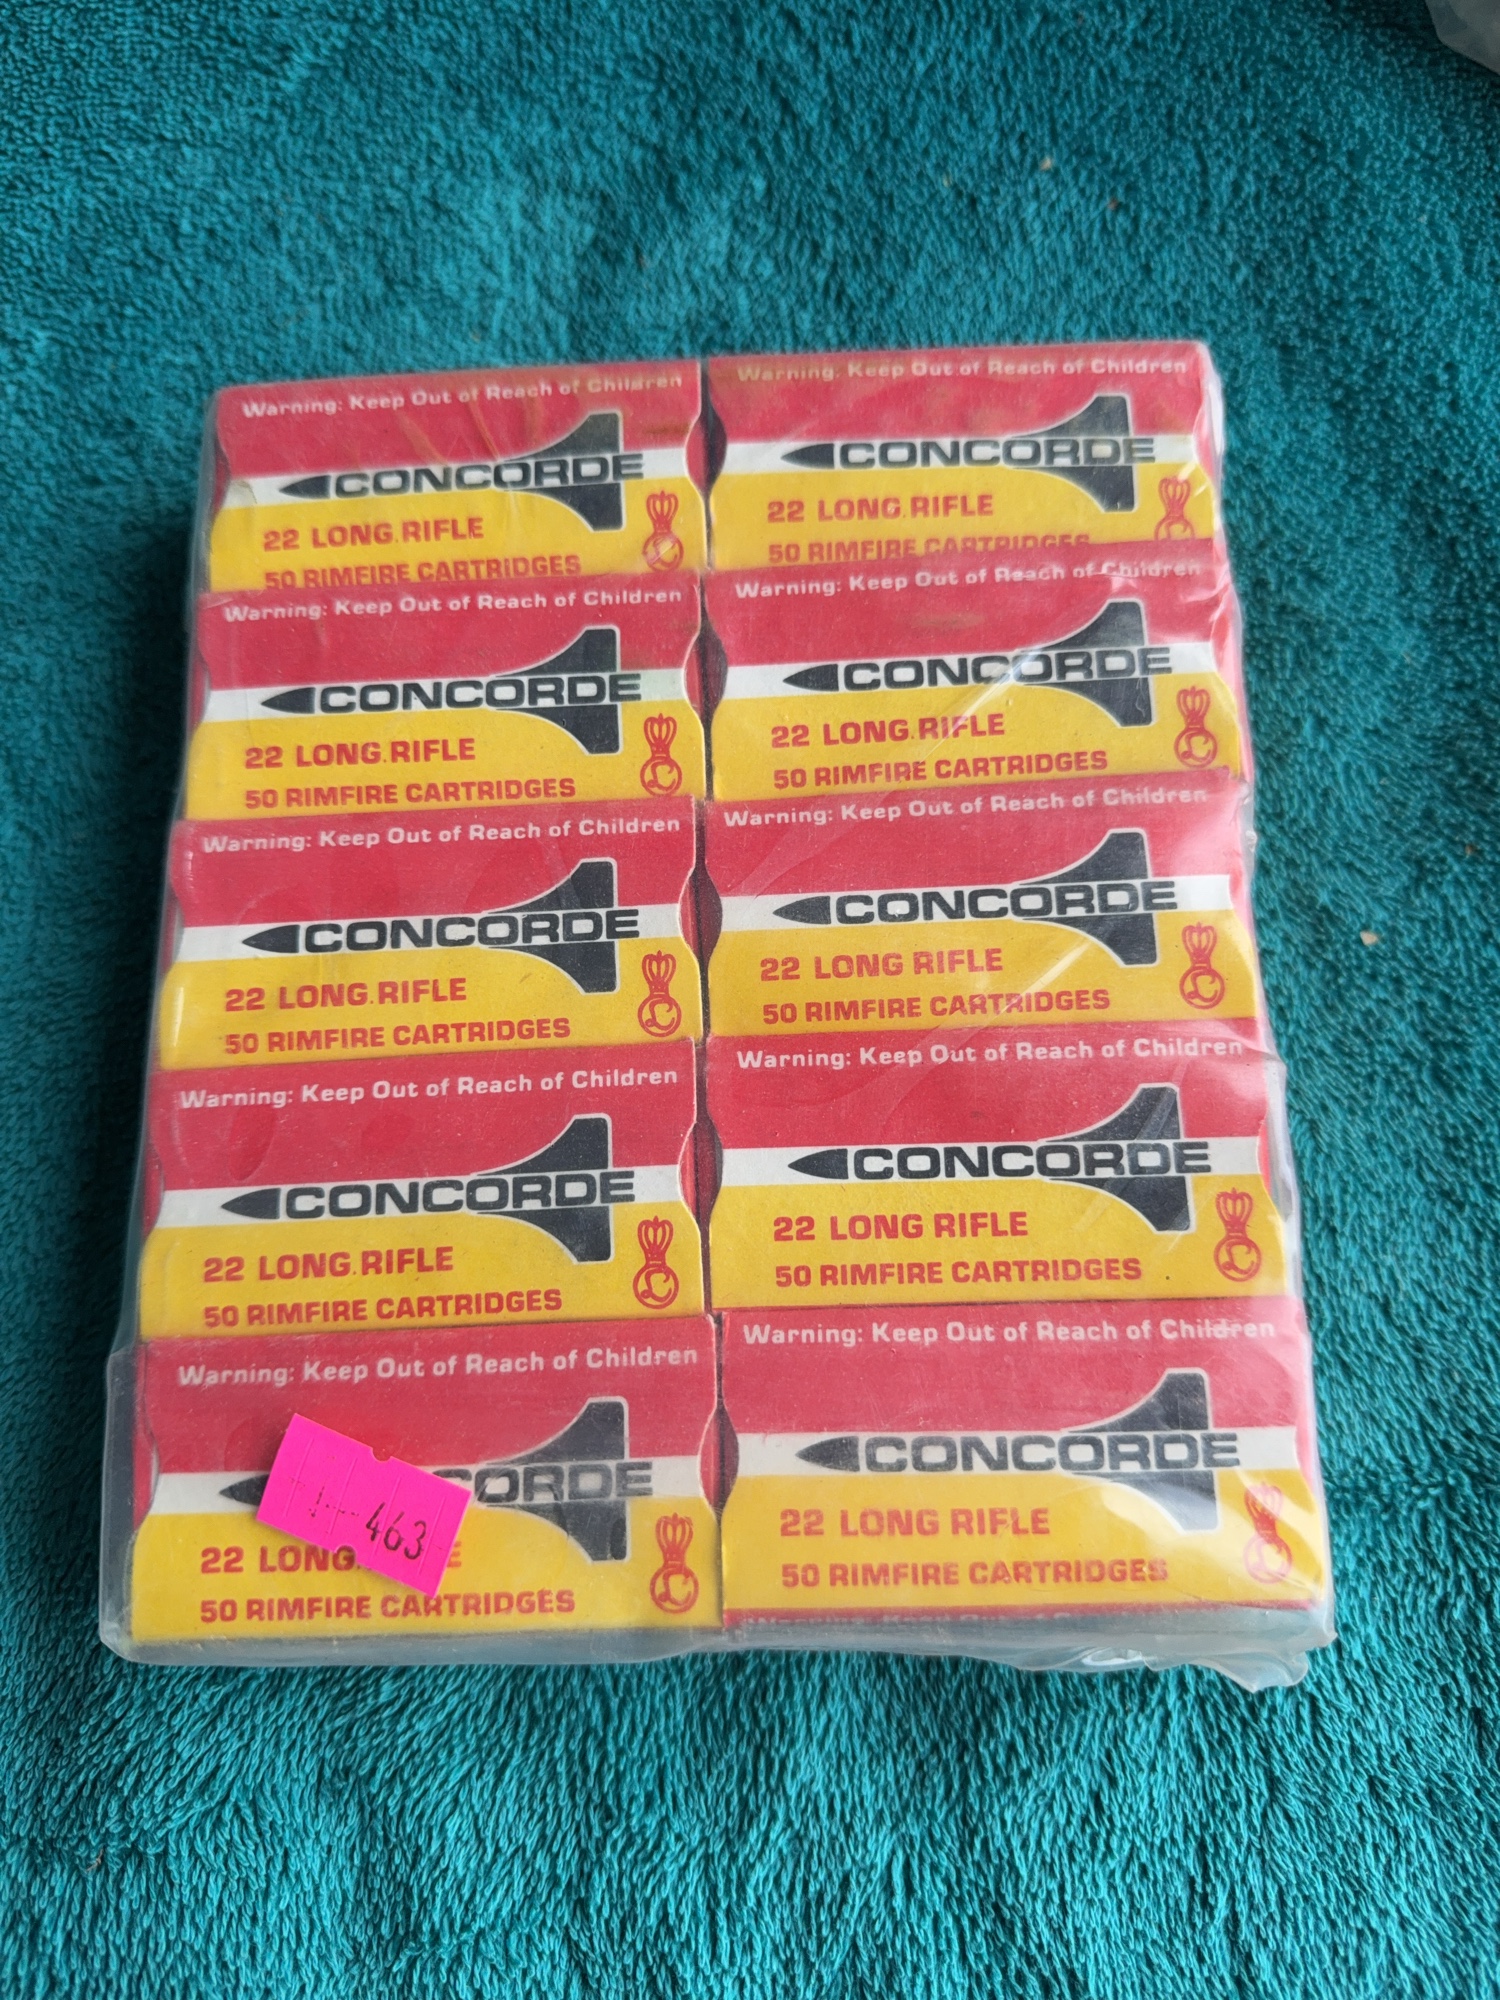 Warning: Keep Out of Reach of Children
CONCORDE
22 LONG RIFLE
50 RIMFIRE CARTRIDGES
Warning: Keep Out of Reach of Children
CONCORDE
22 LONG RIFLE
50 RIMFIRE CARTRIDGES
Warning: Keep Out of Reach of Children
CONCORDE
22 LONG RIFLE
50 RIMFIRE CARTRIDGES
Warning: Keep Out of Reach of Children
CONCORDE
22 LONG RIFLE
50 RIMFIRE CARTRIDGES
Warning: Keep Out of Reach of Children
CONCORDE
22 LONG RIFLE
50 RIMFIRE CARTRIDGES
Warning: Keep Out of Reach of Children
CONCORDE
22 LONG RIFLE
50 RIMFIRE CARTRIDGES
Warning: Keep Out of Reach of Children
CONCORDE
22 LONG RIFLE
50 RIMFIRE CARTRIDGES
Warning: Keep Out of Reach of Children
CONCORDE
22 LONG RIFLE
50 RIMFIRE CARTRIDGES
Warning: Keep Out of Reach of Children
CORDE
463
22 LONG E
50 RIMFIRE CARTRIDGES
Warning: Keep Out of Reach of Children
CONCORDE
22 LONG RIFLE
50 RIMFIRE CARTRIDGES